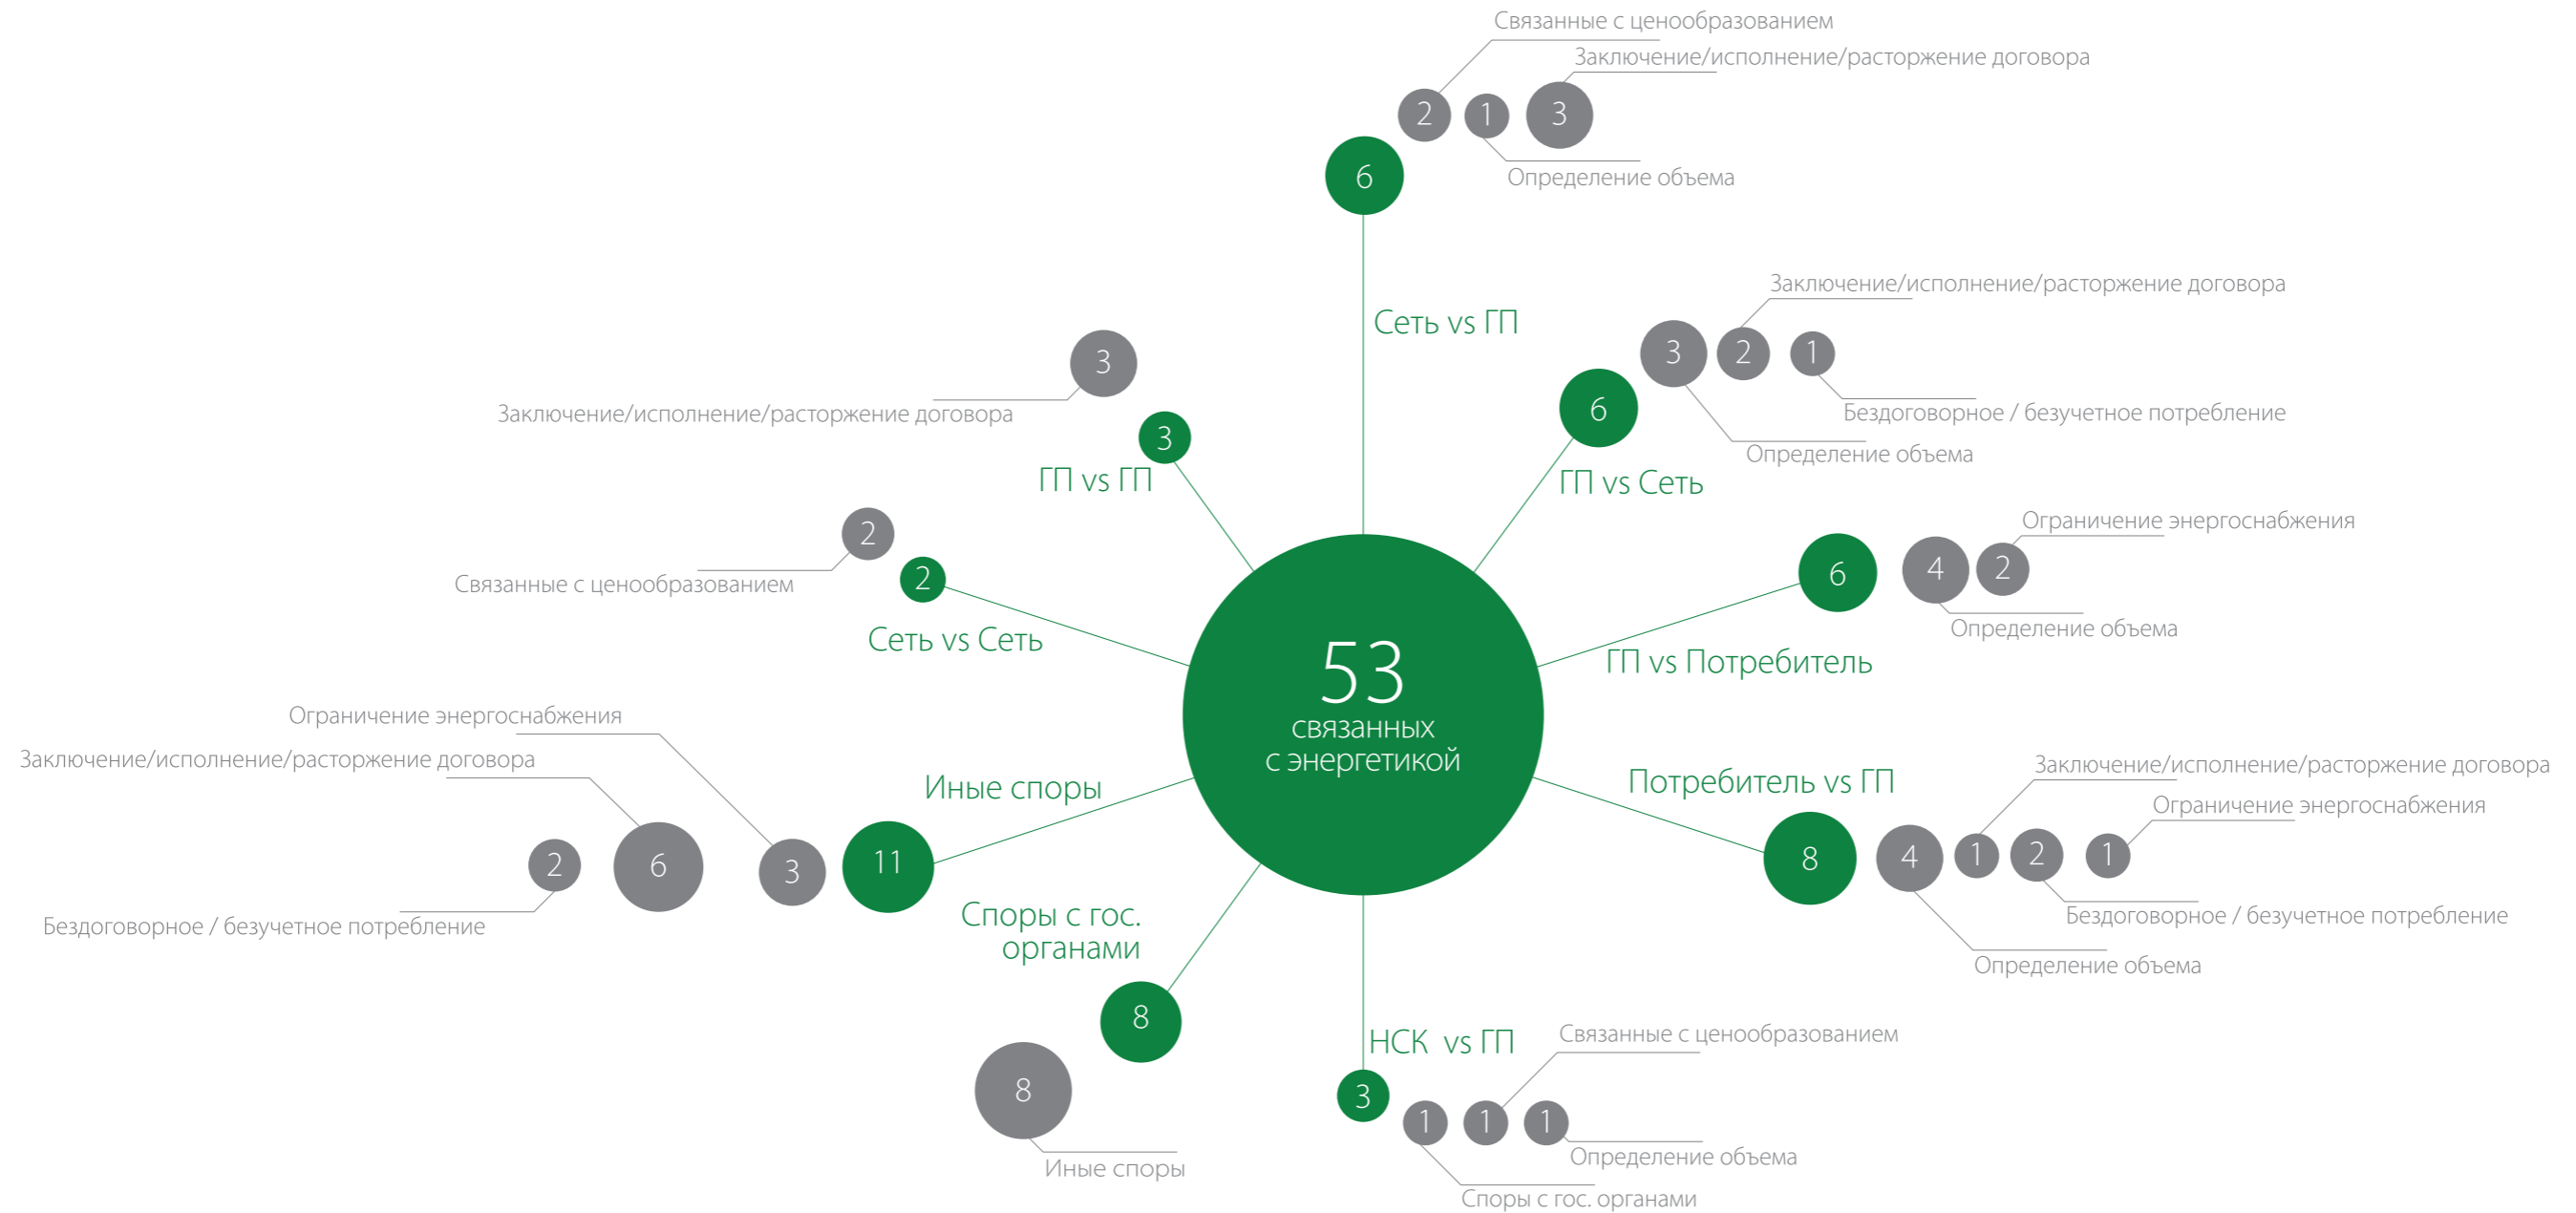 Связанные с ценообразованием
Заключение/исполнение/расторжение договора
2
1
3
Определение объема
6
Сеть vs ГП
Заключение/исполнение/расторжение договора
3
2
1
Бездоговорное / безучетное потребление
Определение объема
6
ГП vs Сеть
Ограничение энергоснабжения
6
4
2
Определение объема
ГП vs Потребитель
Потребитель vs ГП
Заключение/исполнение/расторжение договора
Ограничение энергоснабжения
8
4
1
2
1
Бездоговорное / безучетное потребление
Определение объема
НСК vs ГП
Связанные с ценообразованием
3
1
1
1
Определение объема
Споры с гос. органами
Споры с гос.
органами
8
8
Иные споры
Иные споры
Ограничение энергоснабжения
Заключение/исполнение/расторжение договора
2
6
3
11
Бездоговорное / безучетное потребление
2
2
Связанные с ценообразованием
Сеть vs Сеть
3
Заключение/исполнение/расторжение договора
3
ГП vs ГП
53
связанных
с энергетикой